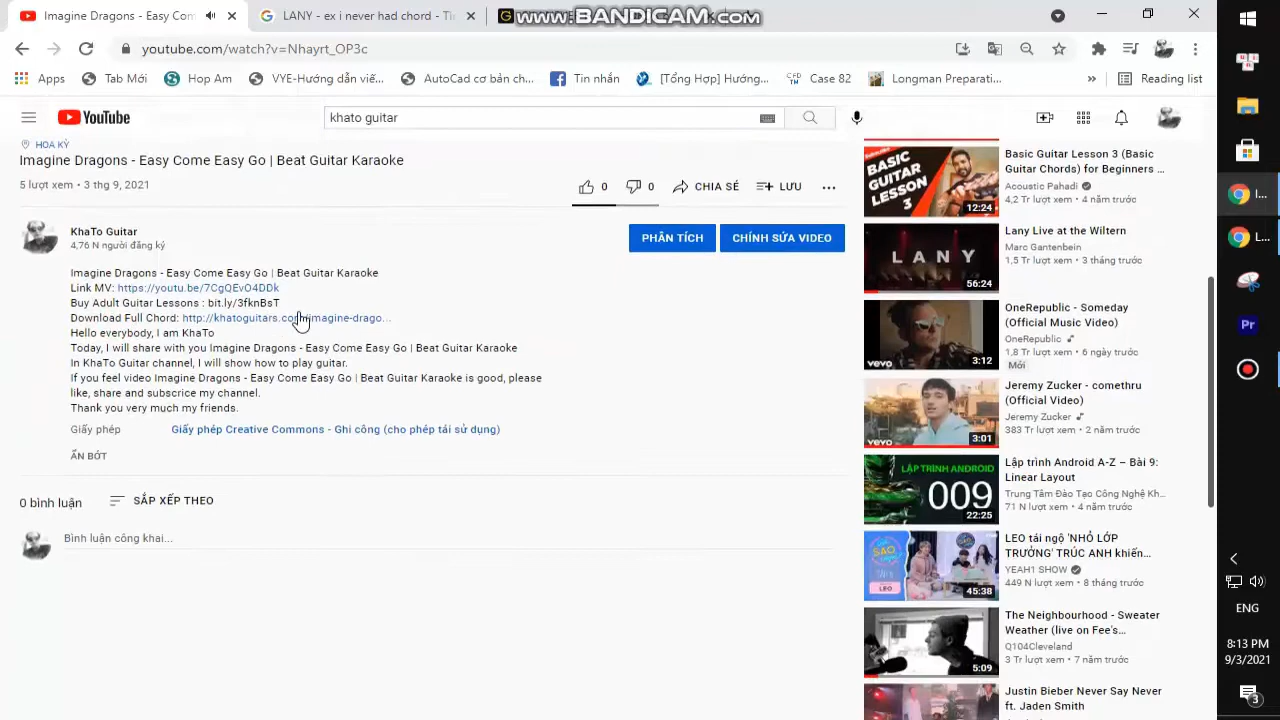 Imagine Dragons - Easy Com
LANY - ex i never had chord - T
www.BANDICAM.com
youtube.com/watch?v=Nhayrt_OP3c
Apps
Tab Mới
Hop Am
VYE-Hướng dẫn viế...
AutoCad cơ bản ch...
Tin nhắn
[Tổng Hợp] Hướng...
Case 82
Longman Preparati...
»
Reading list
YouTube
khato guitar
HOA KỲ
Imagine Dragons - Easy Come Easy Go | Beat Guitar Karaoke
5 lượt xem • 3 thg 9, 2021
0
0
CHIA SẺ
LƯU
KhaTo Guitar
4,76 N người đăng ký
PHÂN TÍCH
CHỈNH SỬA VIDEO
Imagine Dragons - Easy Come Easy Go | Beat Guitar Karaoke
Link MV: https://youtu.be/7CgQEvO4DDk
Buy Adult Guitar Lessons : bit.ly/3fknBsT
Download Full Chord: http://khatoguitars.com/imagine-drago...
Hello everybody, I am KhaTo
Today, I will share with you Imagine Dragons - Easy Come Easy Go | Beat Guitar Karaoke
In KhaTo Guitar channel, I will show how to play guitar.
If you feel video Imagine Dragons - Easy Come Easy Go | Beat Guitar Karaoke is good, please
like, share and subscrice my channel.
Thank you very much my friends.
Giấy phép
Giấy phép Creative Commons - Ghi công (cho phép tái sử dụng)
ẨN BỚT
0 bình luận
SẮP XẾP THEO
Bình luận công khai...
BASIC
GUITAR
LESSON
3
12:24
Basic Guitar Lesson 3 (Basic
Guitar Chords) for Beginners ...
Acoustic Pahadi
4,2 Tr lượt xem • 4 năm trước
LANY
56:24
Lany Live at the Wiltern
Marc Gantenbein
1,5 Tr lượt xem • 3 tháng trước
vevo
3:12
OneRepublic - Someday
(Official Music Video)
OneRepublic
1,8 Tr lượt xem • 6 ngày trước
Mới
vevo
3:01
Jeremy Zucker - comethru
(Official Video)
Jeremy Zucker
383 Tr lượt xem • 2 năm trước
LẬP TRÌNH ANDROID
009
22:25
Lập trình Android A-Z – Bài 9:
Linear Layout
Trung Tâm Đào Tạo Công Nghệ Kh...
71 N lượt xem • 4 năm trước
SAO
LEO
45:38
LEO tái ngộ 'NHỎ LỚP
TRƯỞNG' TRÚC ANH khiến...
YEAH1 SHOW
449 N lượt xem • 8 tháng trước
5:09
The Neighbourhood - Sweater
Weather (live on Fee's...
Q104Cleveland
3 Tr lượt xem • 7 năm trước
Justin Bieber Never Say Never
ft. Jaden Smith
I...
L...
Pr
ENG
8:13 PM
9/3/2021
3